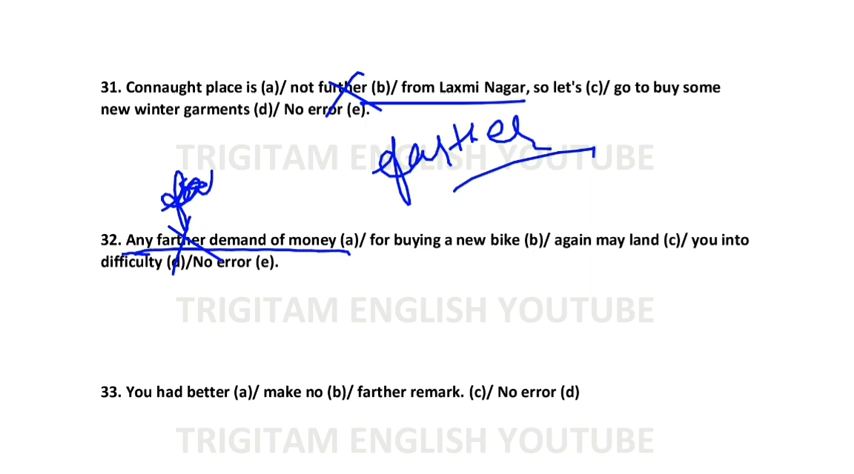 31. Connaught place is (a)/ not further (b)/ from Laxmi Nagar, so let's (c)/ go to buy some
new winter garments (d)/ No error (e).
farther
TRIGITAM ENGLISH YOUTUBE
32. Any farther demand of money (a)/ for buying a new bike (b)/ again may land (c)/ you into
difficulty (d)/No error (e).
TRIGITAM ENGLISH YOUTUBE
33. You had better (a)/ make no (b)/ farther remark. (c)/ No error (d)
TRIGITAM ENGLISH YOUTUBE